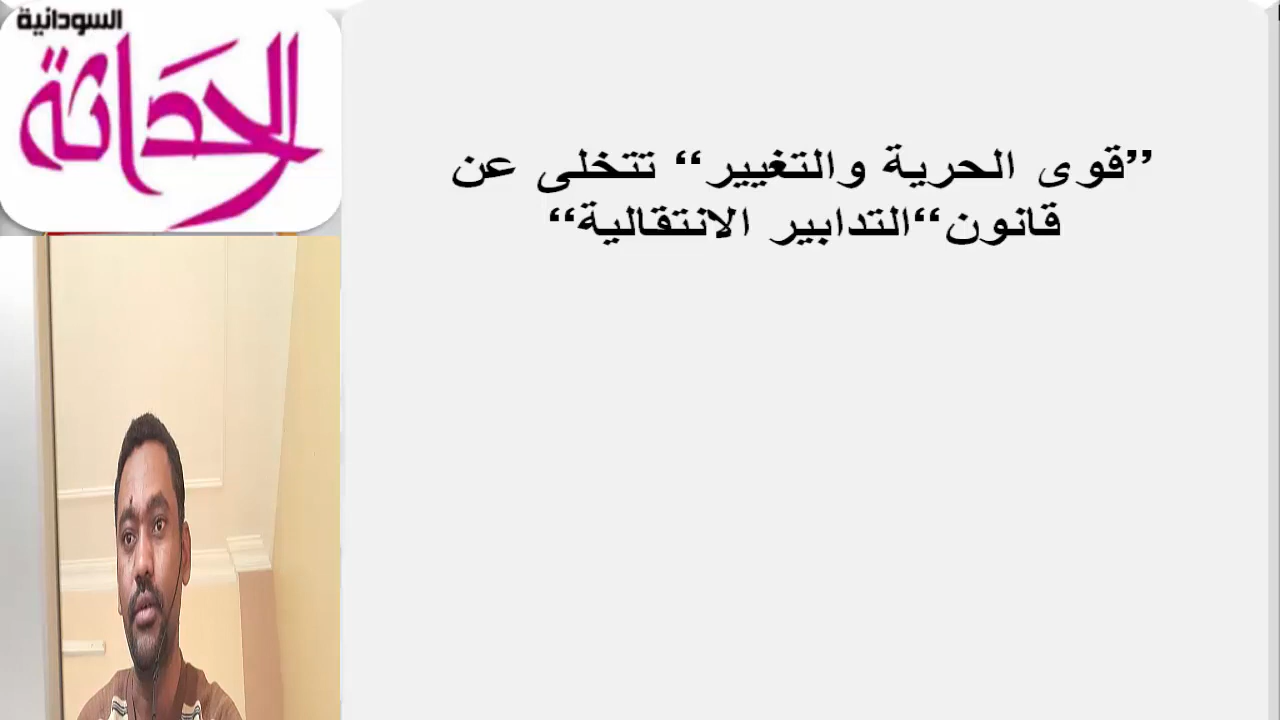 السودانية
الحداثة
”قوى الحرية والتغيير“ تتخلى عن
قانون“التدابير الانتقالية“